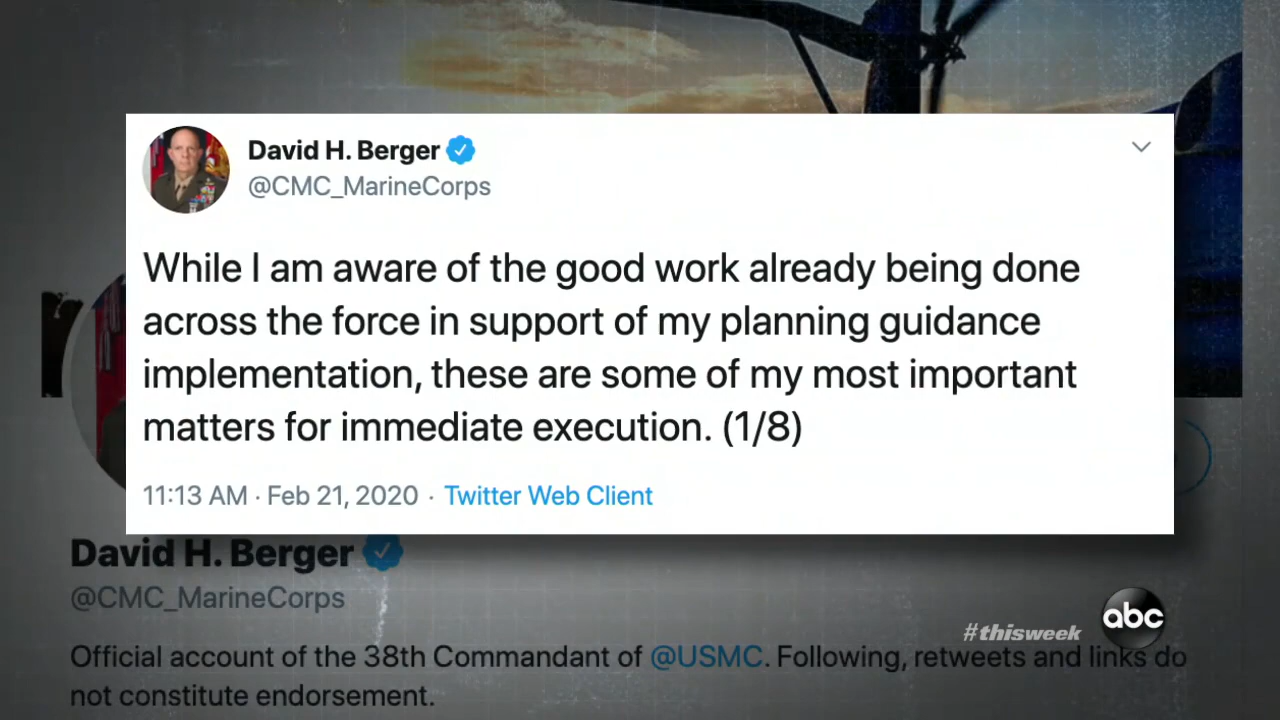 David H. Berger
@CMC_MarineCorps
While I am aware of the good work already being done
across the force in support of my planning guidance
implementation, these are some of my most important
matters for immediate execution. (1/8)
11:13 AM · Feb 21, 2020 · Twitter Web Client
David H. Berger
@CMC_MarineCorps
#thisweek
abc
Official account of the 38th Commandant of @USMC. Following, retweets and links do
not constitute endorsement.